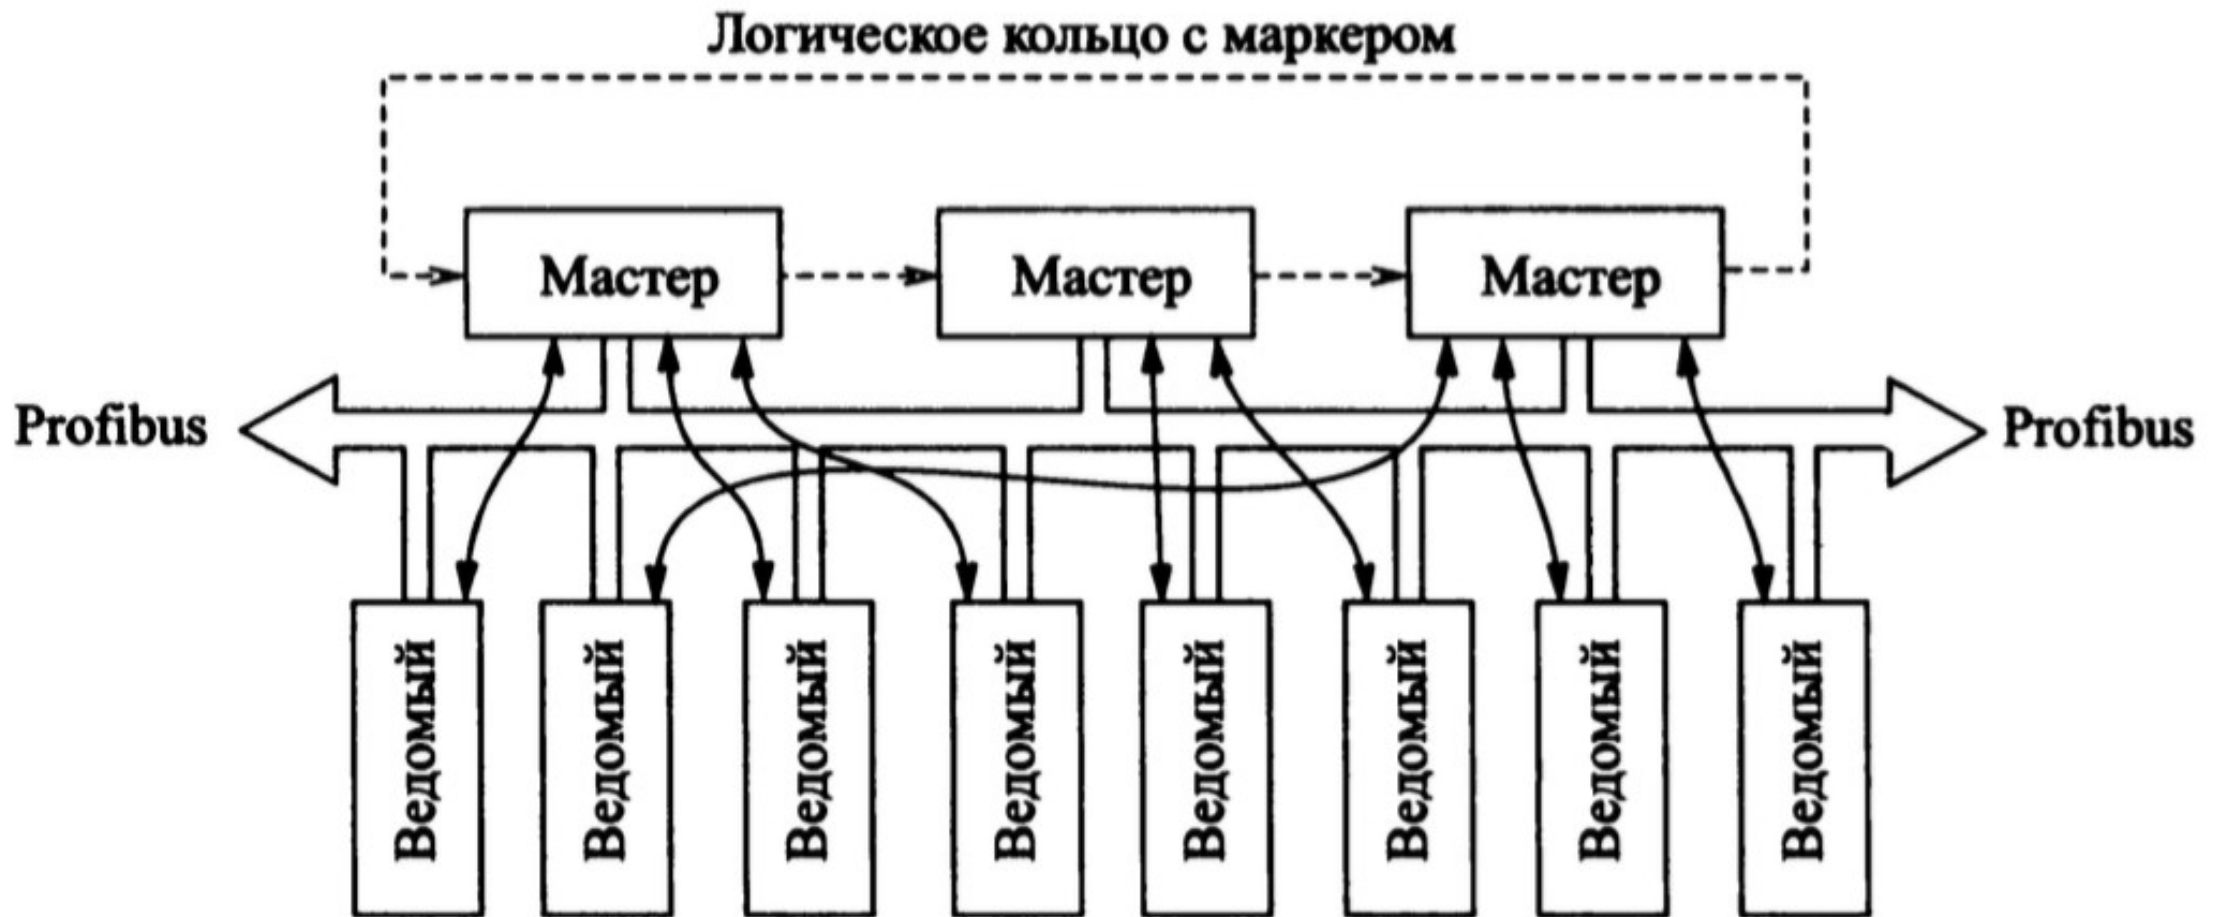 Логическое кольцо с маркером
Мастер
Мастер
Мастер
Profibus
Profibus
Ведомый
Ведомый
Ведомый
Ведомый
Ведомый
Ведомый
Ведомый
Ведомый